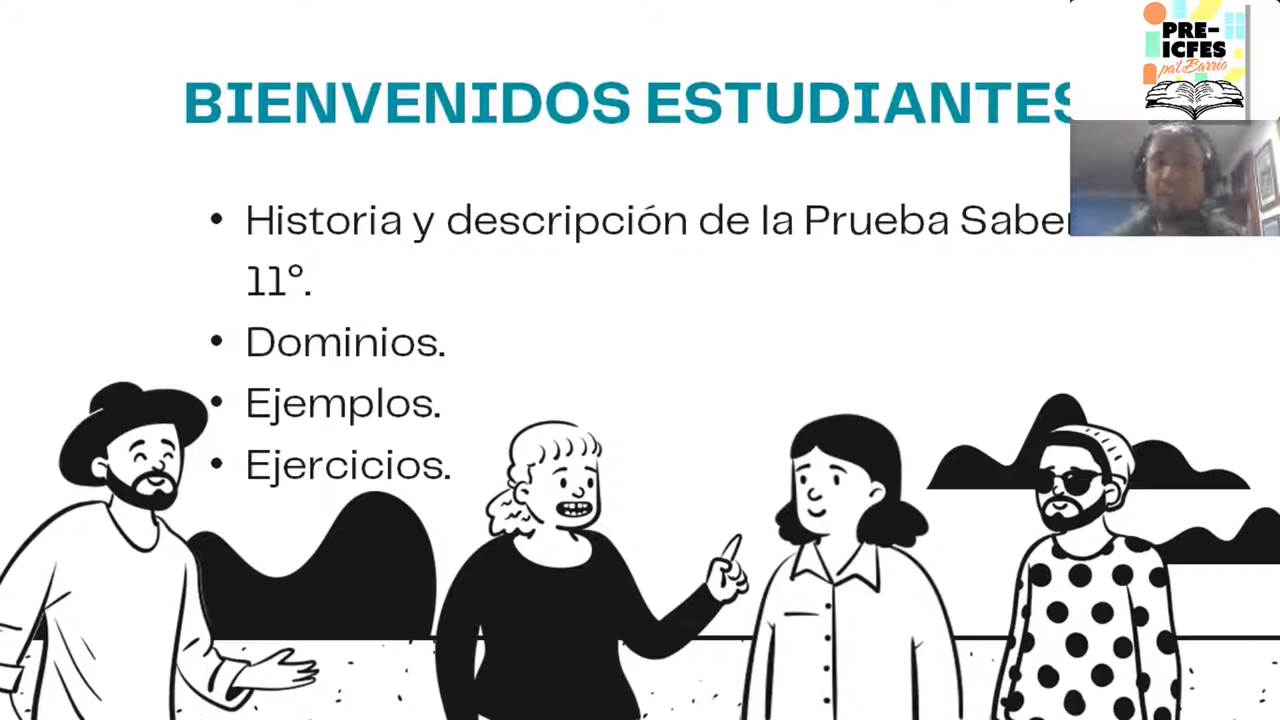 PRE-
ICFES
pa'l Barrio
BIENVENIDOS ESTUDIANTES
• Historia y descripción de la Prueba Saber
11°.
• Dominios.
• Ejemplos.
• Ejercicios.